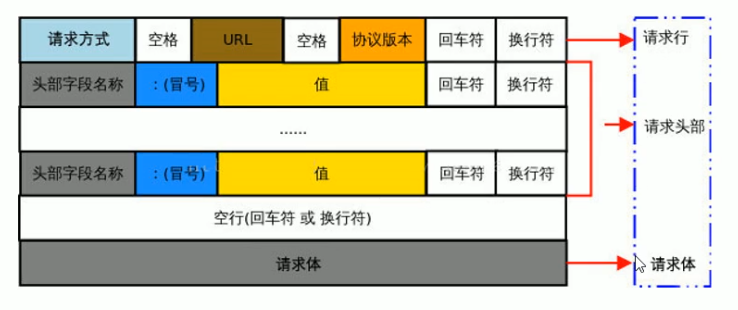 请求方式 空格 URL 空格 协议版本 回车符 换行符 请求行
头部字段名称 :(冒号) 值 回车符 换行符
...... 请求头部
头部字段名称 :(冒号) 值 回车符 换行符
空行(回车符 或 换行符)
请求体 请求体